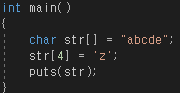 int main()
{
char str[] = "abcde";
str[4] = 'z';
puts(str);
}